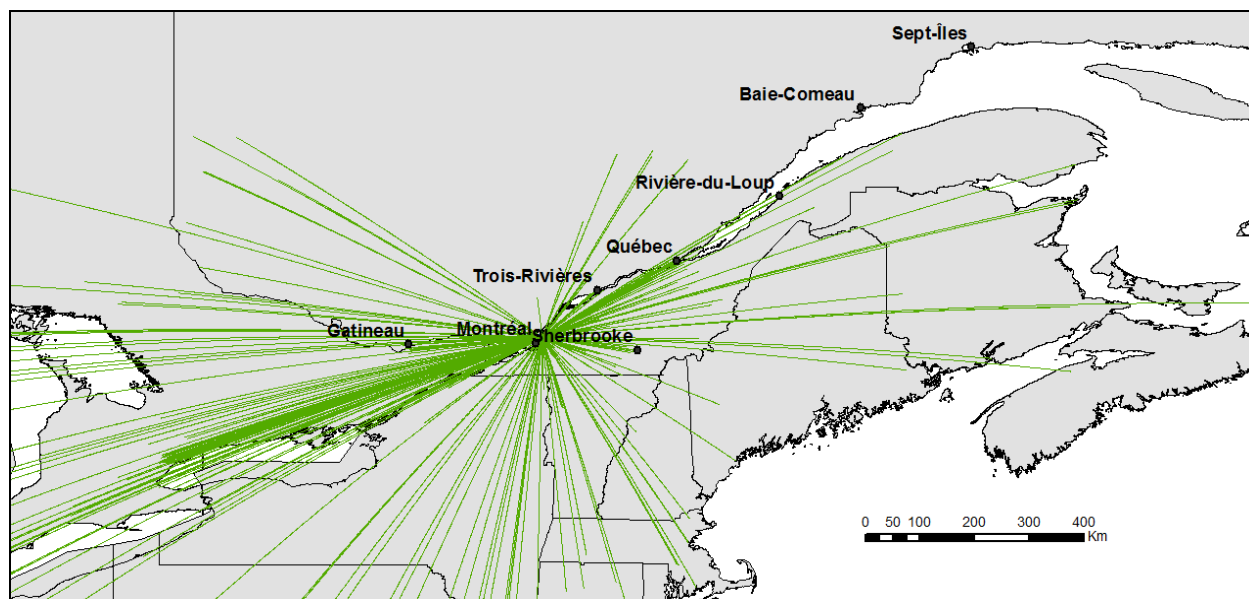 Sept-Îles
Baie-Comeau
Rivière-du-Loup
Québec
Trois-Rivières
Gatineau
Montréal
Sherbrooke
0 50 100 200 300 400
Km